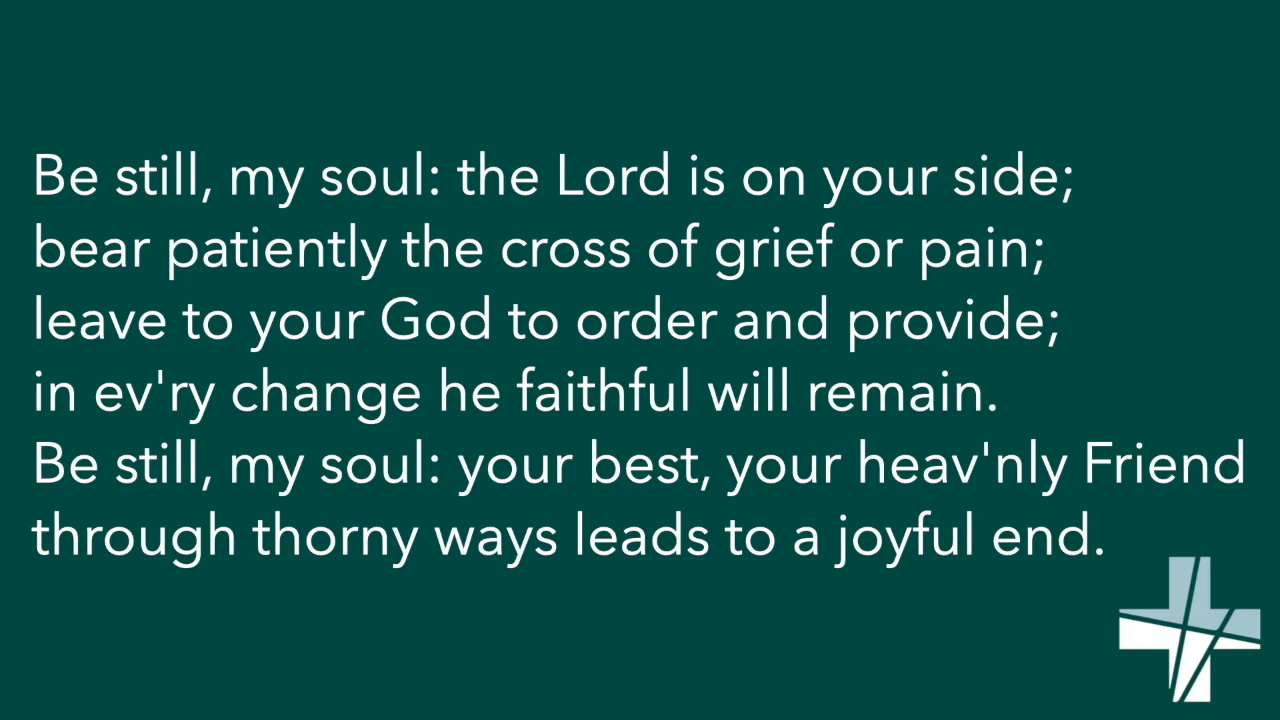 Be still, my soul: the Lord is on your side;
bear patiently the cross of grief or pain;
leave to your God to order and provide;
in ev'ry change he faithful will remain.
Be still, my soul: your best, your heav'nly Friend
through thorny ways leads to a joyful end.